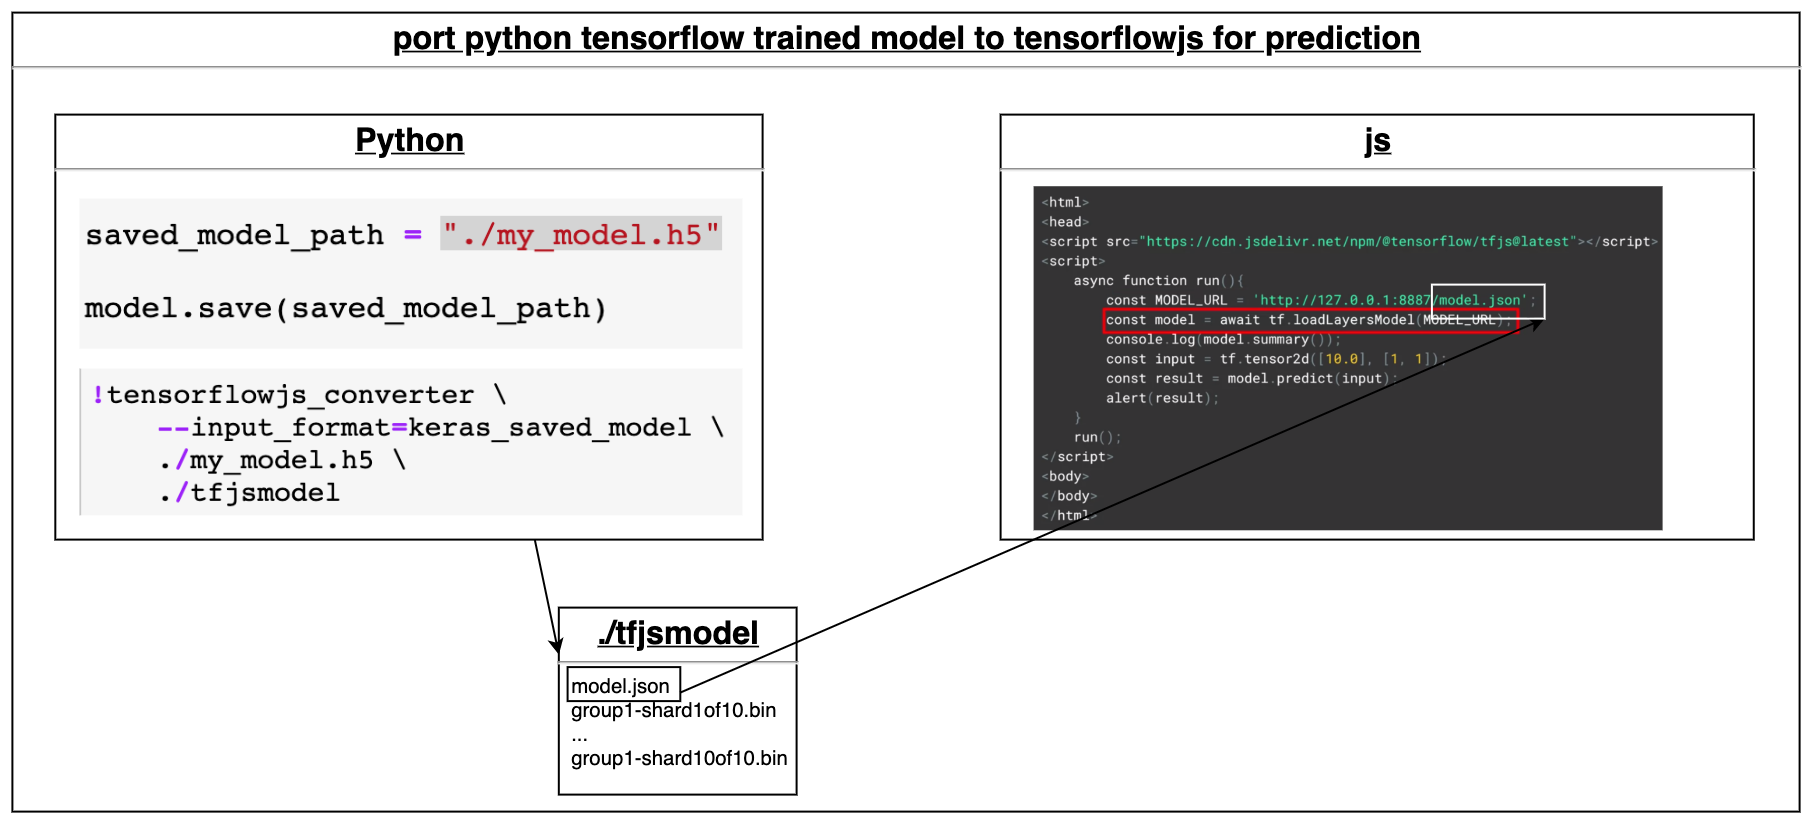 port python tensorflow trained model to tensorflowjs for prediction
Python
saved_model_path = "./my_model.h5"
model.save(saved_model_path)
!tensorflowjs_converter \
    --input_format=keras_saved_model \
    ./my_model.h5 \
    ./tfjsmodel
js
<html>
<head>
<script src="https://cdn.jsdelivr.net/npm/@tensorflow/tfjs@latest"></script>
<script>
    async function run(){
        const MODEL_URL = 'http://127.0.0.1:8887/model.json';
        const model = await tf.loadLayersModel(MODEL_URL);
        console.log(model.summary());
        const input = tf.tensor2d([10.0], [1, 1]);
        const result = model.predict(input);
        alert(result);
    }
    run();
</script>
<body>
</body>
</html>
./tfjsmodel
model.json
group1-shard1of10.bin
...
group1-shard10of10.bin